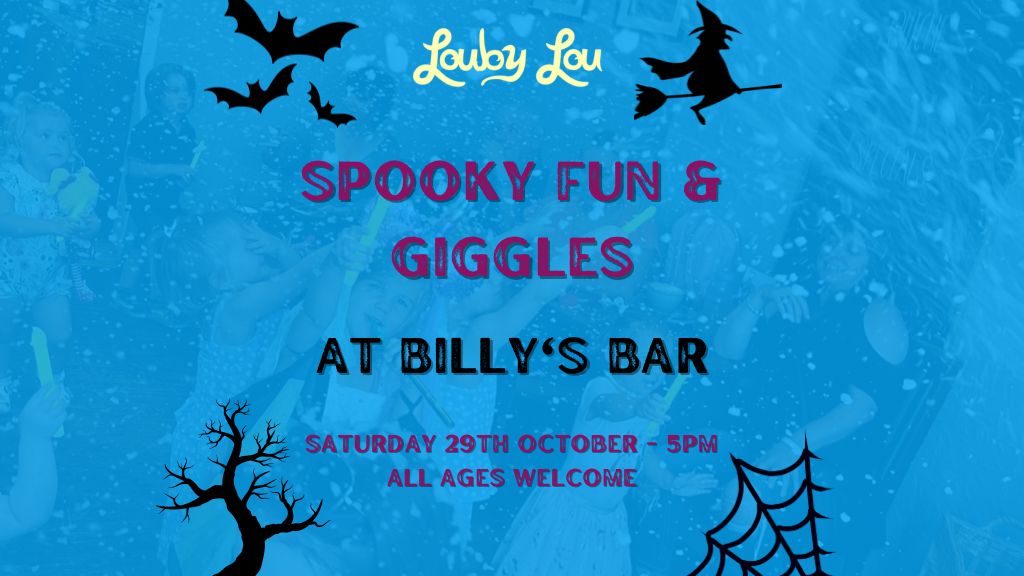 Louby Lou
SPOOKY FUN &
GIGGLES
AT BILLY‘S BAR
SATURDAY 29TH OCTOBER - 5PM
ALL AGES WELCOME